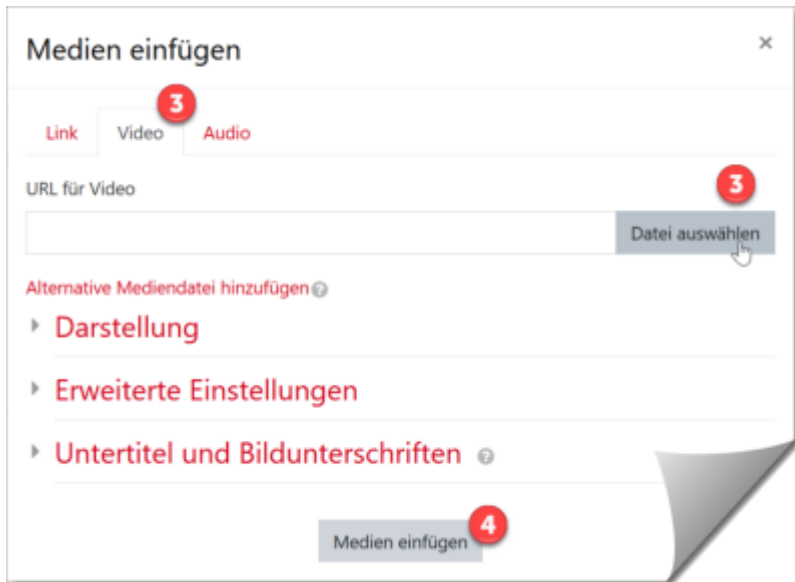 Medien einfügen ×
3
Link Video Audio
URL für Video
3
Datei auswählen
Alternative Mediendatei hinzufügen ?
Darstellung
Erweiterte Einstellungen
Untertitel und Bildunterschriften ?
4
Medien einfügen